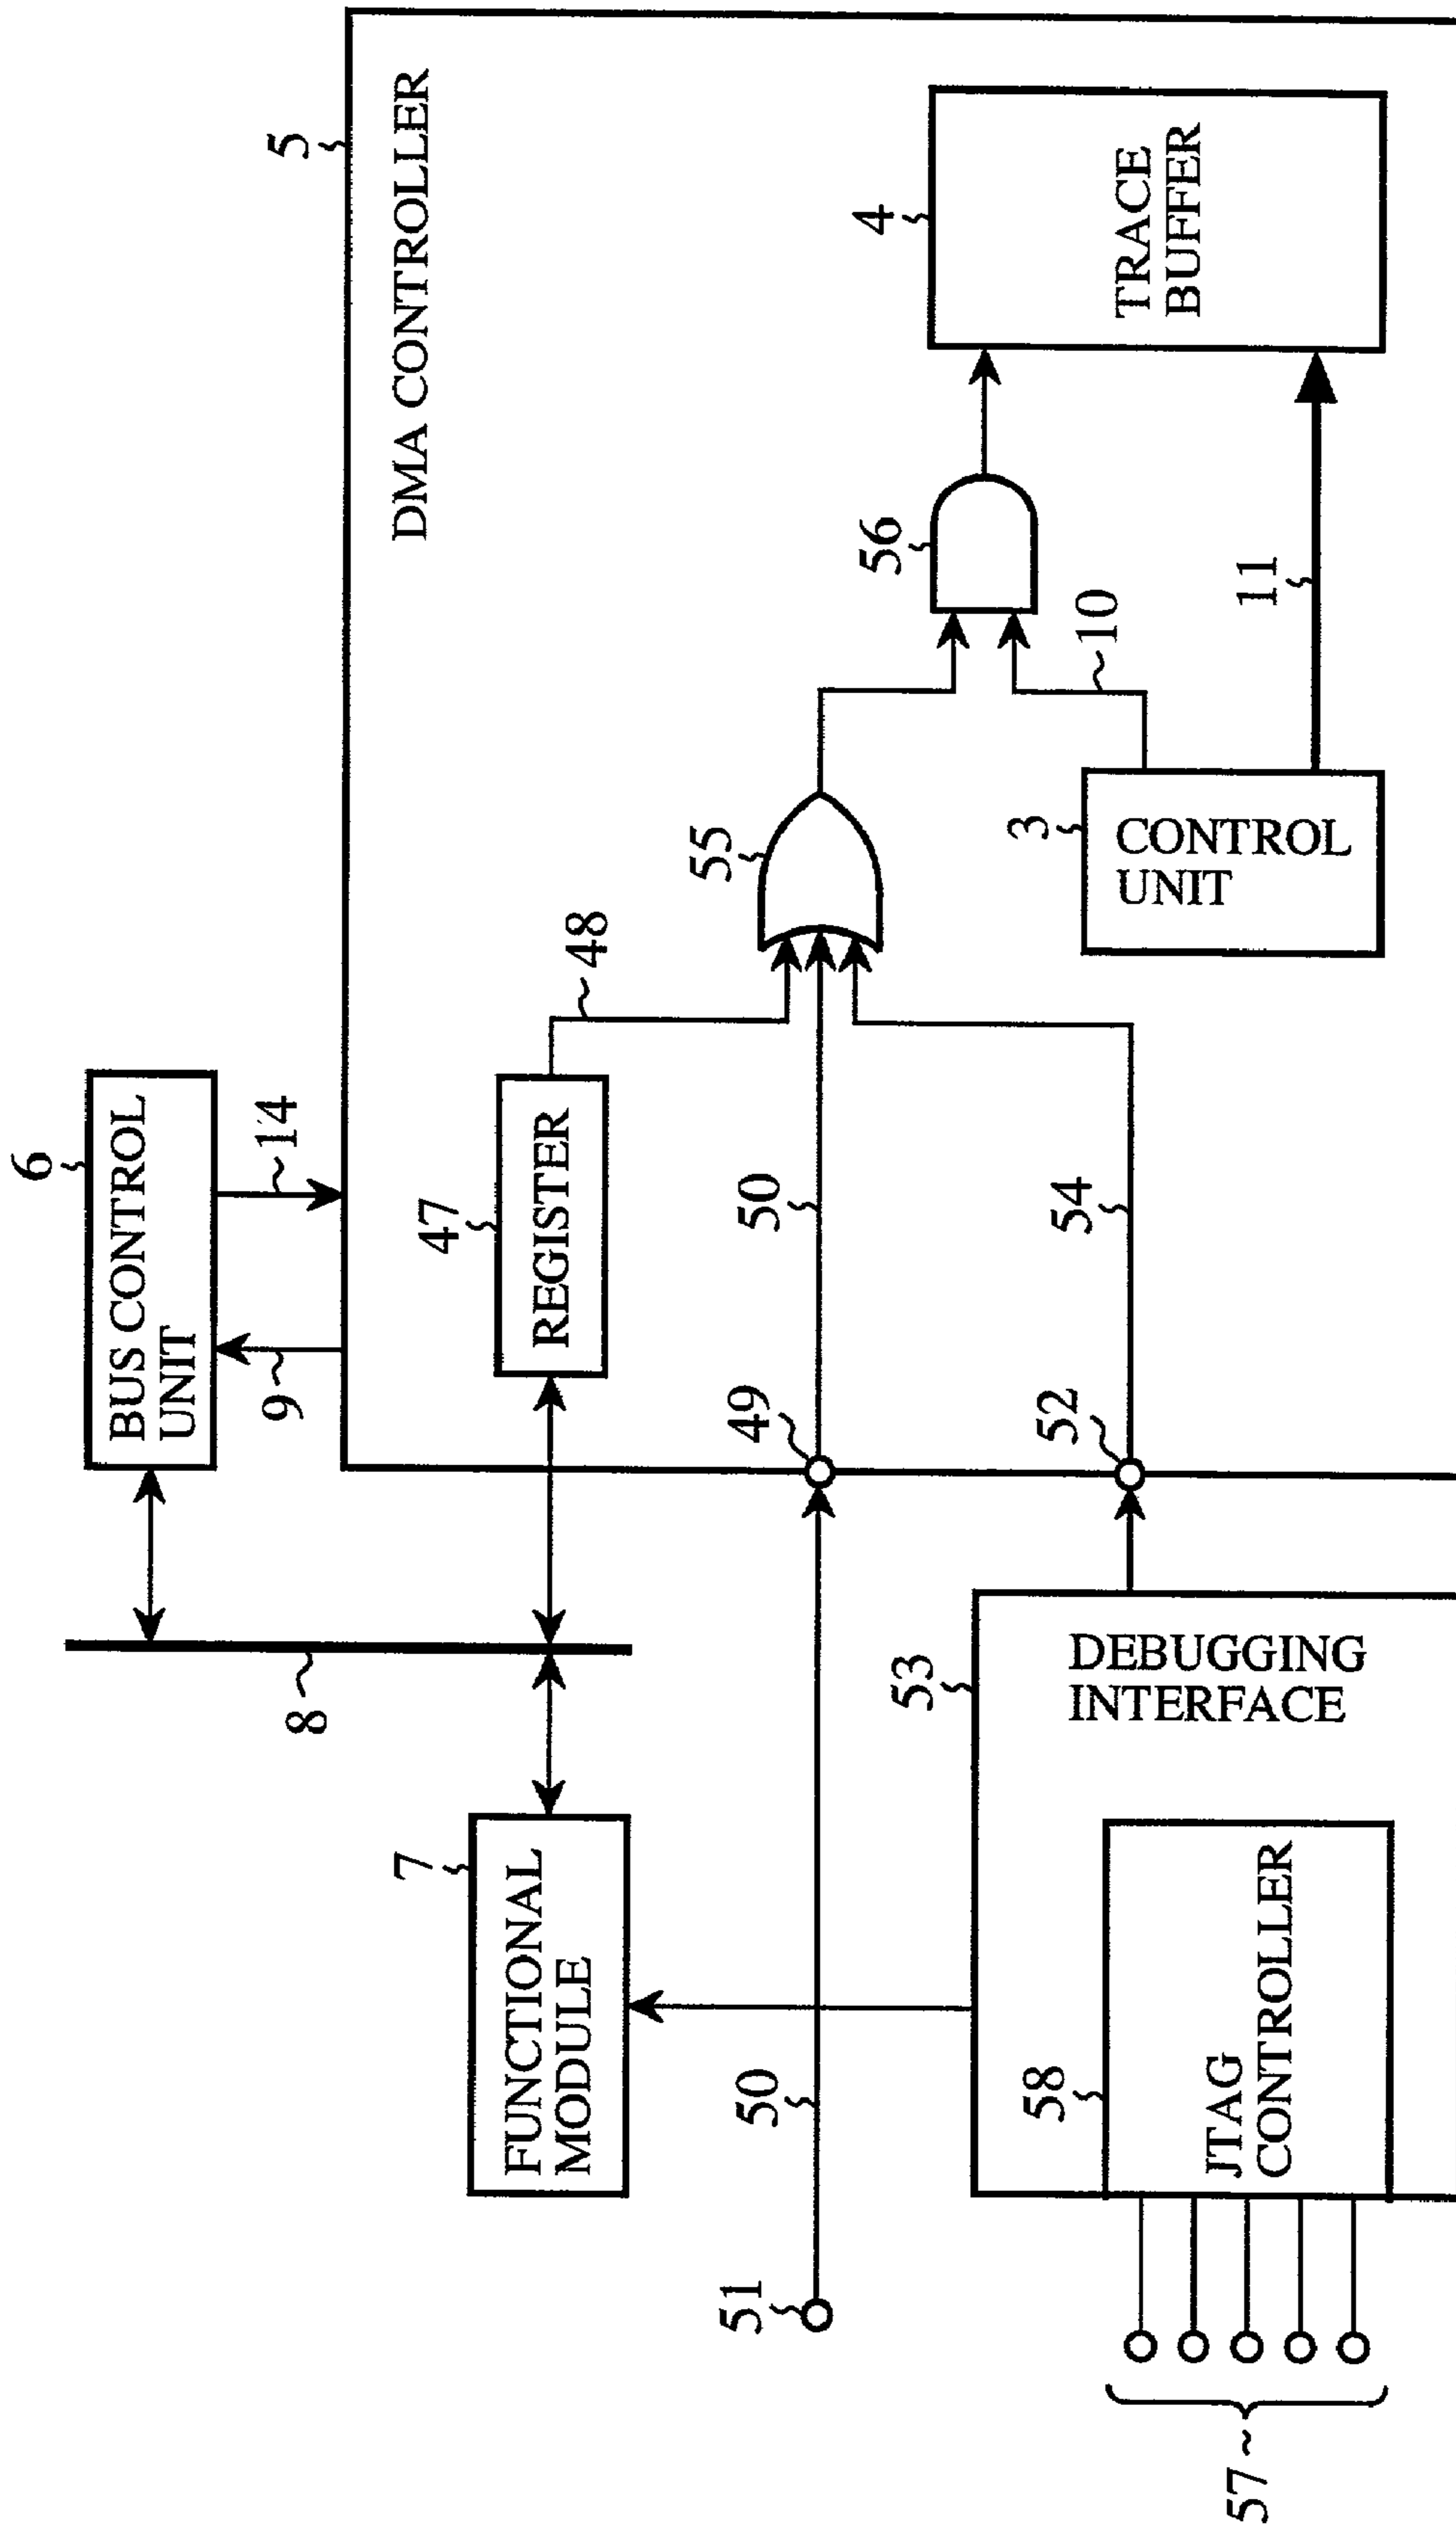 6
BUS CONTROL
UNIT
9
14
8
5
DMA CONTROLLER
7
FUNCTIONAL
MODULE
47
REGISTER
48
51
50
49
50
55
56
4
TRACE
BUFFER
53
DEBUGGING
INTERFACE
52
54
58
JTAG
CONTROLLER
57
3
CONTROL
UNIT
10
11